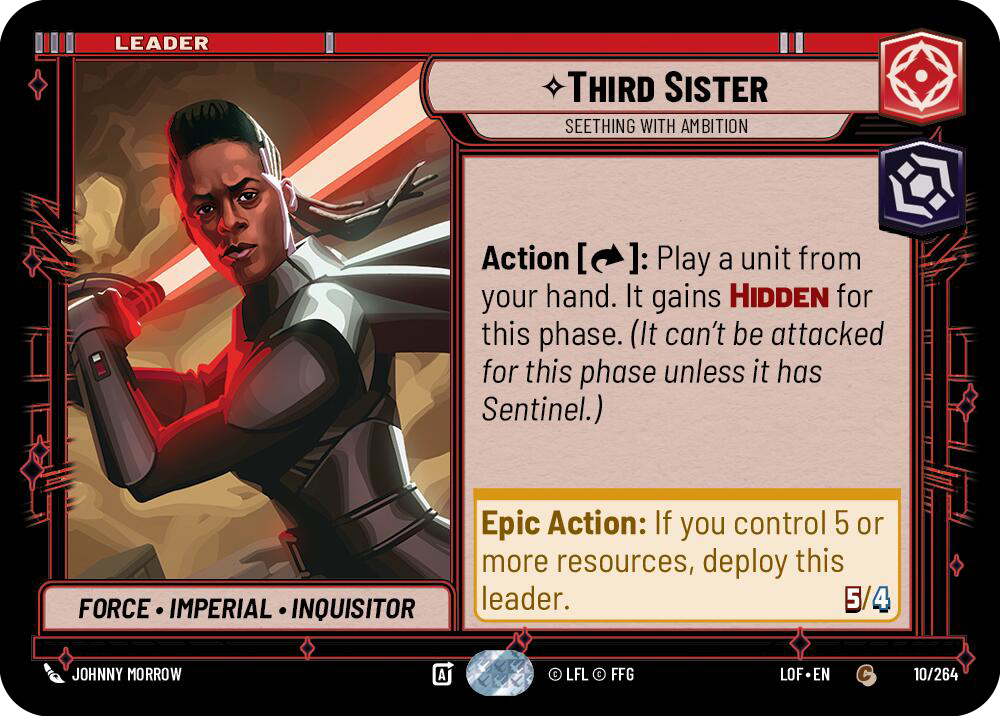 LEADER
✧THIRD SISTER
SEETHING WITH AMBITION
Action [↷]: Play a unit from
your hand. It gains HIDDEN for
this phase. (It can't be attacked
for this phase unless it has
Sentinel.)
Epic Action: If you control 5 or
more resources, deploy this
leader.
5/4
FORCE • IMPERIAL • INQUISITOR
JOHNNY MORROW
A
© LFL © FFG
LOF • EN
C
10/264